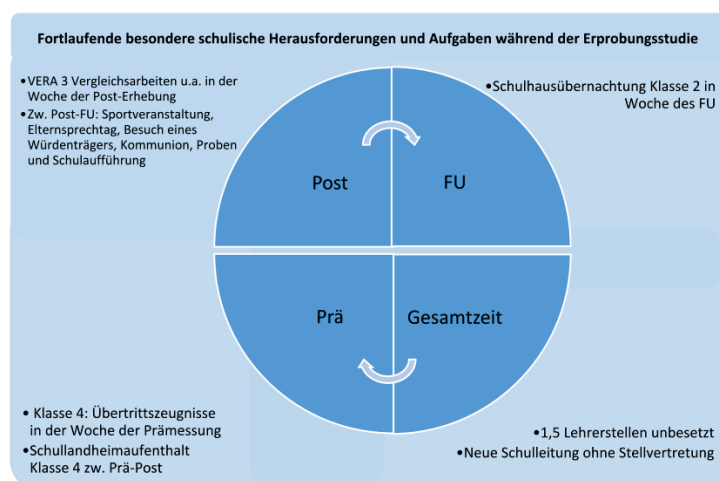 Fortlaufende besondere schulische Herausforderungen und Aufgaben während der Erprobungsstudie
•VERA 3 Vergleichsarbeiten u.a. in der
Woche der Post-Erhebung
•Zw. Post-FU: Sportveranstaltung,
Elternsprechtag, Besuch eines
Würdenträgers, Kommunion, Proben
und Schulaufführung
•Schulhausübernachtung Klasse 2 in
Woche des FU
Post
FU
Prä
Gesamtzeit
• Klasse 4: Übertrittszeugnisse
in der Woche der Prämessung
•Schullandheimaufenthalt
Klasse 4 zw. Prä-Post
•1,5 Lehrerstellen unbesetzt
•Neue Schulleitung ohne Stellvertretung